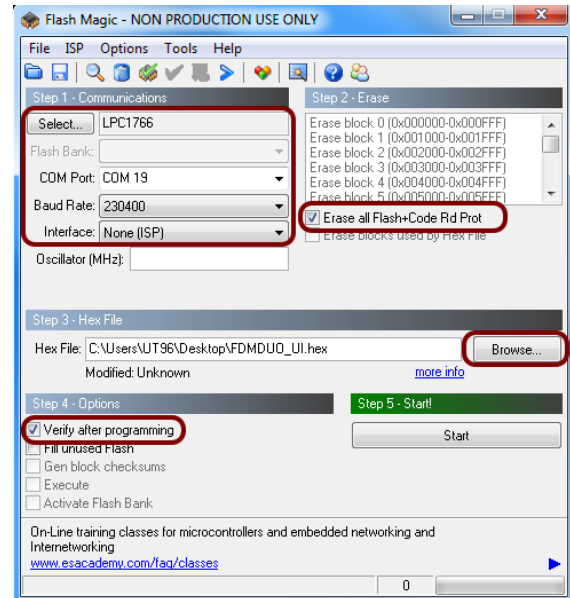 Flash Magic - NON PRODUCTION USE ONLY
File ISP Options Tools Help
Step 1 - Communications
Select... LPC1766
Flash Bank:
COM Port: COM 19
Baud Rate: 230400
Interface: None (ISP)
Oscillator (MHz):
Step 2 - Erase
Erase block 0 (0x000000-0x000FFF)
Erase block 1 (0x001000-0x001FFF)
Erase block 2 (0x002000-0x002FFF)
Erase block 3 (0x003000-0x003FFF)
Erase block 4 (0x004000-0x004FFF)
Erase block 5 (0x005000-0x005FFF)
Erase all Flash+Code Rd Prot
Erase blocks used by Hex File
Step 3 - Hex File
Hex File: C:\Users\UT96\Desktop\FDMDUO_UI.hex Browse...
Modified: Unknown more info
Step 4 - Options
Verify after programming
Fill unused Flash
Gen block checksums
Execute
Activate Flash Bank
Step 5 - Start!
Start
On-Line training classes for microcontrollers and embedded networking and
Internetworking
www.esacademy.com/faq/classes
0